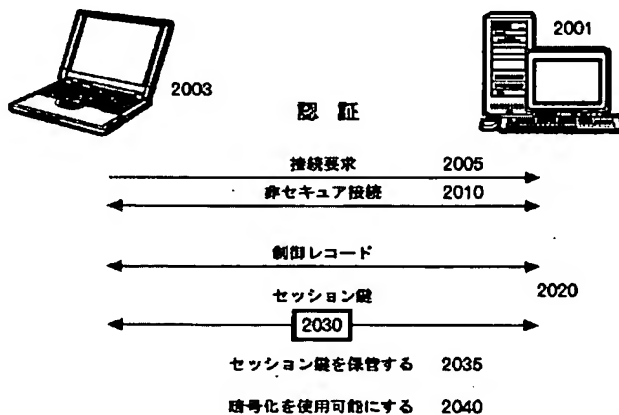 2001
2003
認 証
接続要求 2005
非セキュア接続 2010
制御レコード
セッション鍵 2020
2030
セッション鍵を保管する 2035
暗号化を使用可能にする 2040